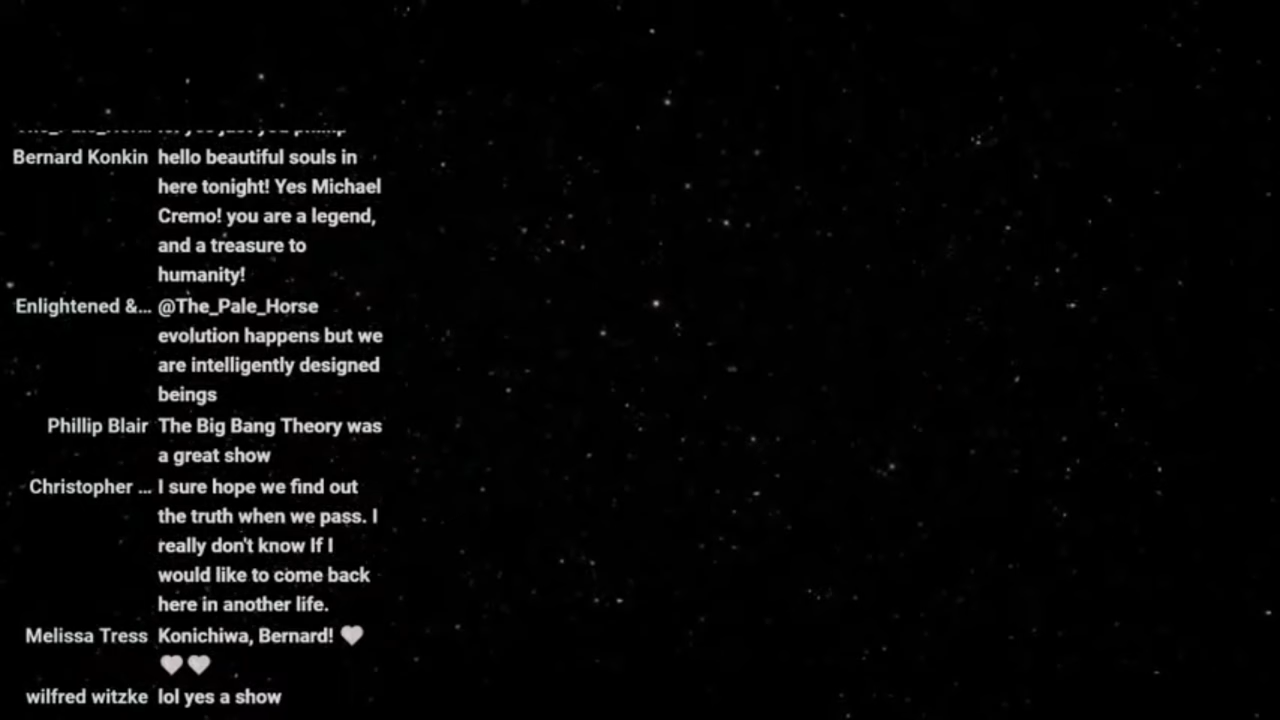 Bernard Konkin hello beautiful souls in
here tonight! Yes Michael
Cremo! you are a legend,
and a treasure to
humanity!
Enlightened &... @The_Pale_Horse
evolution happens but we
are intelligently designed
beings
Phillip Blair The Big Bang Theory was
a great show
Christopher ... I sure hope we find out
the truth when we pass. I
really don't know If I
would like to come back
here in another life.
Melissa Tress Konichiwa, Bernard! 🤍
🤍🤍
wilfred witzke lol yes a show